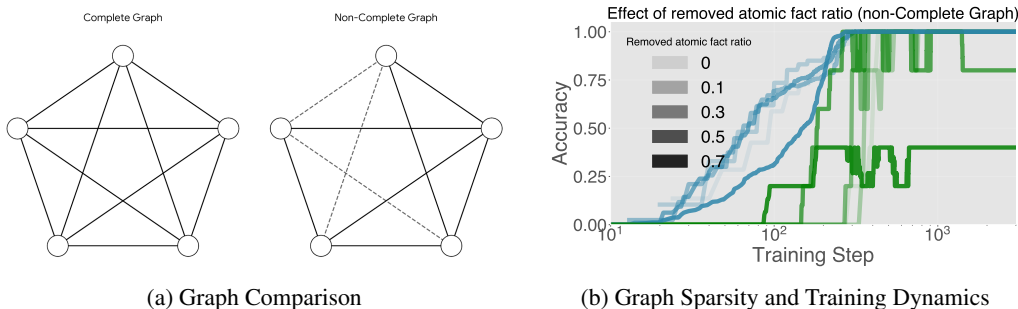 Complete Graph
Non-Complete Graph
(a) Graph Comparison
Effect of removed atomic fact ratio (non-Complete Graph)
Removed atomic fact ratio
0
0.1
0.3
0.5
0.7
1.00
0.75
0.50
0.25
0.00
Accuracy
10¹
10²
10³
Training Step
(b) Graph Sparsity and Training Dynamics